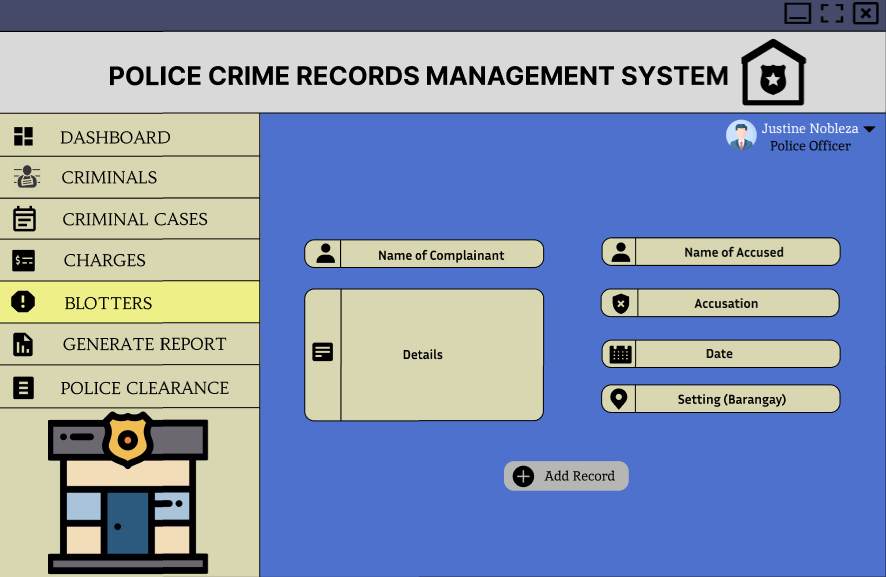 POLICE CRIME RECORDS MANAGEMENT SYSTEM
Justine Nobleza
Police Officer
DASHBOARD
CRIMINALS
CRIMINAL CASES
CHARGES
BLOTTERS
GENERATE REPORT
POLICE CLEARANCE
Name of Complainant
Details
Name of Accused
Accusation
Date
Setting (Barangay)
Add Record